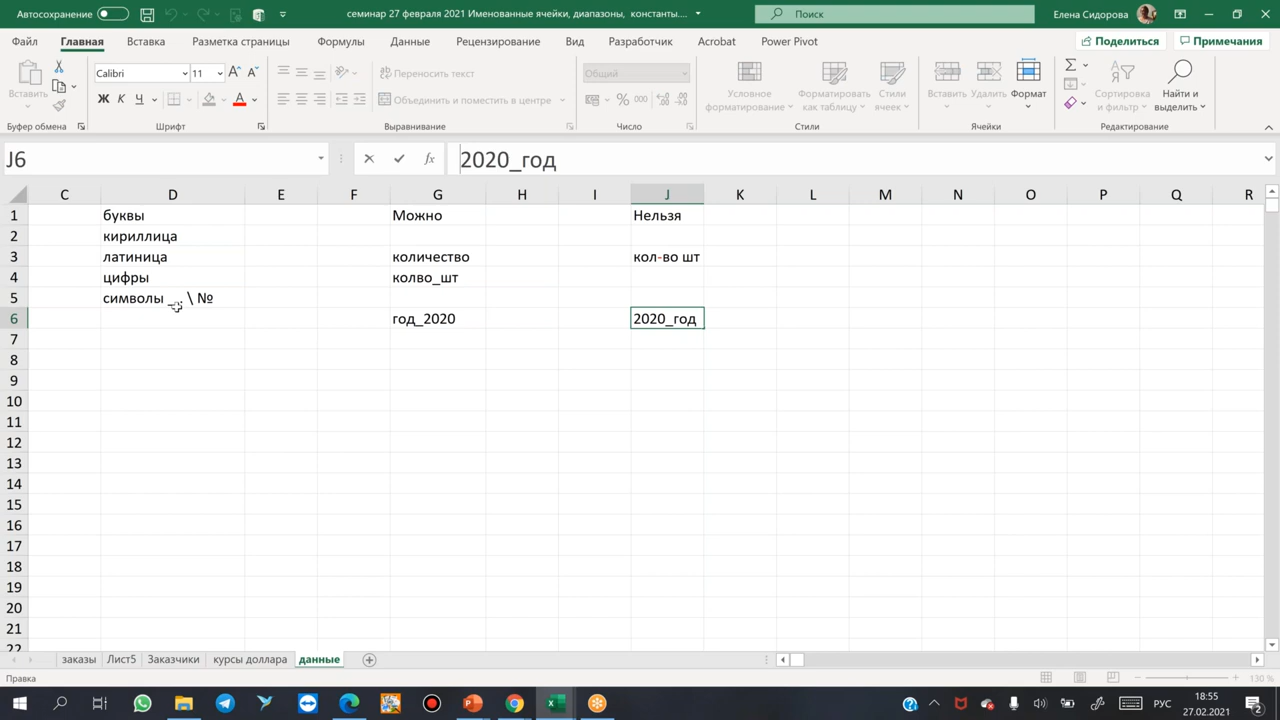 Автосохранение
семинар 27 февраля 2021 Именованные ячейки, диапазоны, константы....
Поиск
Елена Сидорова
Файл Главная Вставка Разметка страницы Формулы Данные Рецензирование Вид Разработчик Acrobat Power Pivot
Поделиться Примечания
Вставить
Calibri 11
Ж К Ч
Переносить текст
Объединить и поместить в центре
Общий
% 000
Условное форматирование
Форматировать как таблицу
Стили ячеек
Вставить Удалить Формат
Сортировка и фильтр
Найти и выделить
Буфер обмена Шрифт Выравнивание Число Стили Ячейки Редактирование
J6 fx 2020_год
C D E F G H I J K L M N O P Q R
1 буквы Можно Нельзя
2 кириллица
3 латиница количество кол-во шт
4 цифры колво_шт
5 символы _ \ №
6 год_2020 2020_год
7
8
9
10
11
12
13
14
15
16
17
18
19
20
21
22
заказы Лист5 Заказчики курсы доллара данные
Правка
130 %
РУС
18:55
27.02.2021